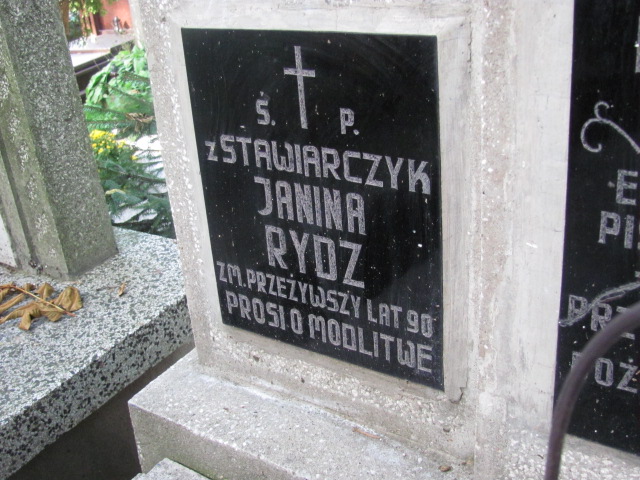 Ś. P.
z STAWIARCZYK
JANINA
RYDZ
ZM. PRZEŻYWSZY LAT 90
PROSI O MODLITWĘ